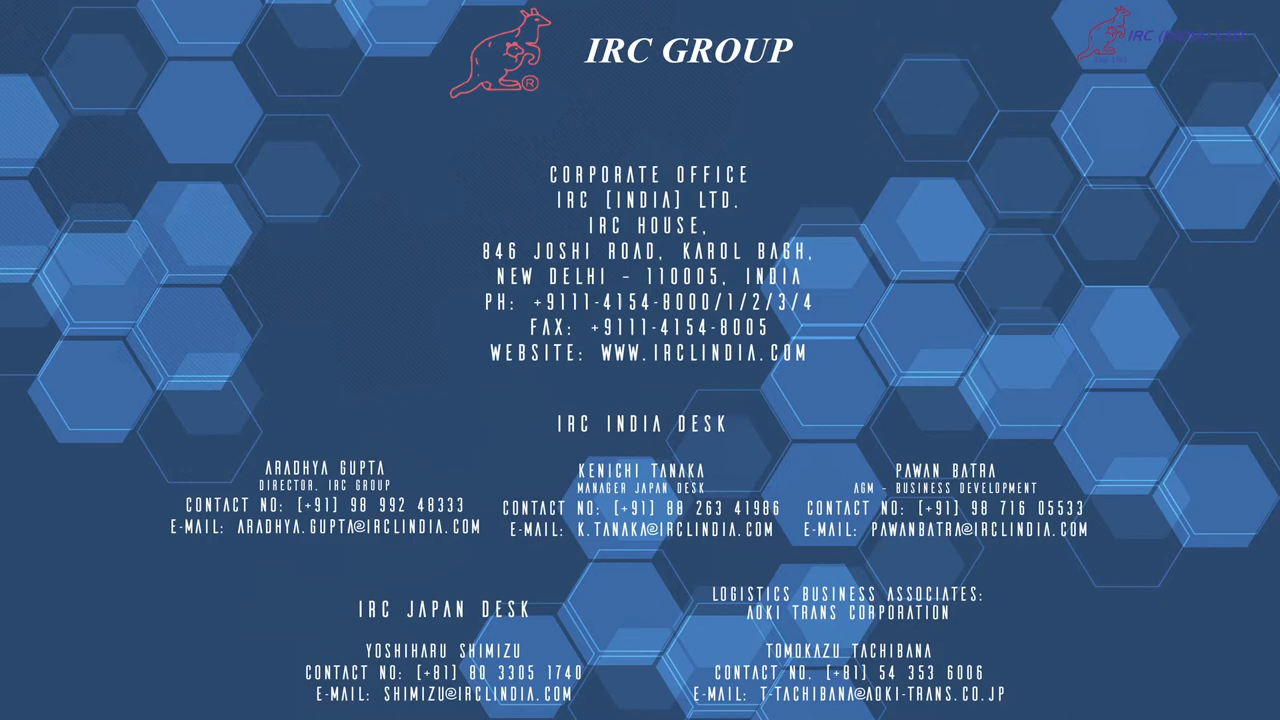 IRC GROUP
CORPORATE OFFICE
IRC [INDIA] LTD.
IRC HOUSE,
846 JOSHI ROAD, KAROL BAGH,
NEW DELHI - 110005, INDIA
PH: +9111-4154-8000/1/2/3/4
FAX: +9111-4154-8005
WEBSITE: WWW.IRCLINDIA.COM
IRC INDIA DESK
ARADHYA GUPTA
DIRECTOR, IRC GROUP
CONTACT NO: [+91] 98 992 48333
E-MAIL: ARADHYA.GUPTA@IRCLINDIA.COM
KENICHI TANAKA
MANAGER JAPAN DESK
CONTACT NO: [+91] 88 263 41986
E-MAIL: K.TANAKA@IRCLINDIA.COM
PAWAN BATRA
AGM - BUSINESS DEVELOPMENT
CONTACT NO: [+91] 98 716 05533
E-MAIL: PAWANBATRA@IRCLINDIA.COM
IRC JAPAN DESK
YOSHIHARU SHIMIZU
CONTACT NO: [+81] 80 3305 1740
E-MAIL: SHIMIZU@IRCLINDIA.COM
LOGISTICS BUSINESS ASSOCIATES:
AOKI TRANS CORPORATION
TOMOKAZU TACHIBANA
CONTACT NO. [+81] 54 353 6006
E-MAIL: T-TACHIBANA@AOKI-TRANS.CO.JP
IRC (INDIA) LTD.